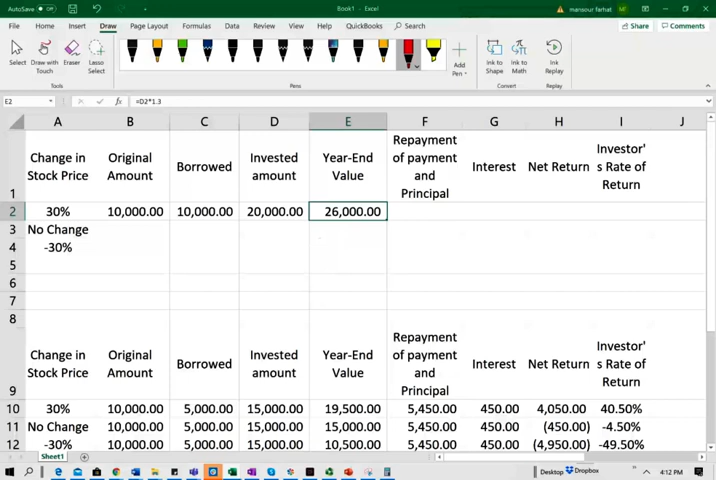 AutoSave Off Book1 - Excel mansour farhat MF
File Home Insert Draw Page Layout Formulas Data Review View Help QuickBooks Search Share Comments
Select Draw with Touch Eraser Lasso Select Add Pen Ink to Shape Ink to Math Ink Replay
Tools Pens Convert Replay
E2 fx =D2*1.3
A B C D E F G H I J
1 Change in Stock Price Original Amount Borrowed Invested amount Year-End Value Repayment of payment and Principal Interest Net Return Investor's Rate of Return
2 30% 10,000.00 10,000.00 20,000.00 26,000.00
3 No Change
4 -30%
5
6
7
8
9 Change in Stock Price Original Amount Borrowed Invested amount Year-End Value Repayment of payment and Principal Interest Net Return Investor's Rate of Return
10 30% 10,000.00 5,000.00 15,000.00 19,500.00 5,450.00 450.00 4,050.00 40.50%
11 No Change 10,000.00 5,000.00 15,000.00 15,000.00 5,450.00 450.00 (450.00) -4.50%
12 -30% 10,000.00 5,000.00 15,000.00 10,500.00 5,450.00 450.00 (4,950.00) -49.50%
Sheet1
Desktop Dropbox 4:12 PM